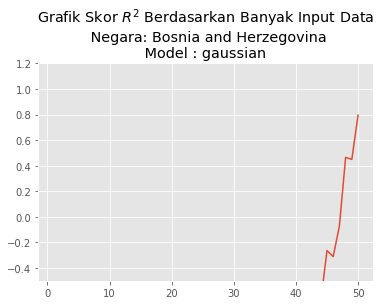 Grafik Skor $R^2$ Berdasarkan Banyak Input Data
Negara: Bosnia and Herzegovina
Model : gaussian
1.2
1.0
0.8
0.6
0.4
0.2
0.0
−0.2
−0.4
0 10 20 30 40 50